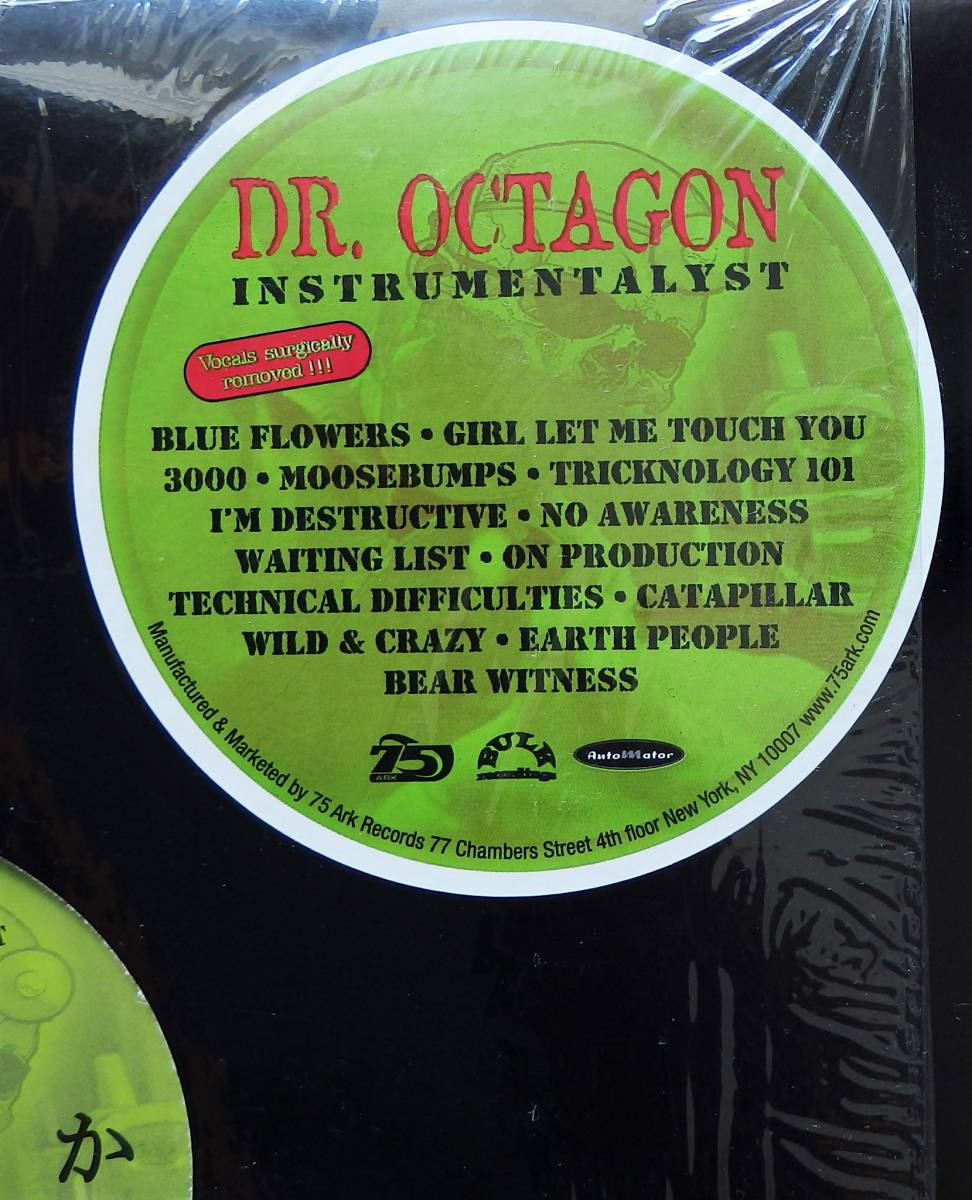 DR. OCTAGON
INSTRUMENTALYST
Vocals surgically
removed !!!
BLUE FLOWERS • GIRL LET ME TOUCH YOU
3000 • MOOSEBUMPS • TRICKNOLOGY 101
I'M DESTRUCTIVE • NO AWARENESS
WAITING LIST • ON PRODUCTION
TECHNICAL DIFFICULTIES • CATAPILLAR
WILD & CRAZY • EARTH PEOPLE
BEAR WITNESS
75
ARK
BULK
AutoMator
Manufactured & Marketed by 75 Ark Records 77 Chambers Street 4th floor New York, NY 10007 www.75ark.com
T
か